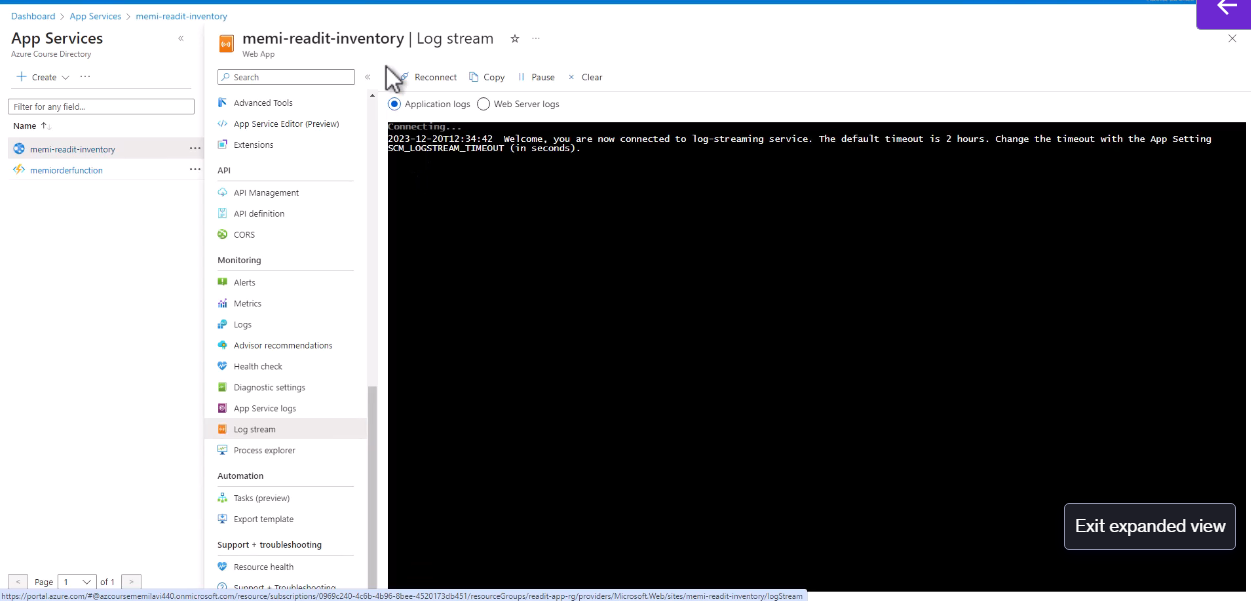 Dashboard > App Services > memi-readit-inventory
App Services
Azure Course Directory
Create
Filter for any field...
Name
memi-readit-inventory
memiorderfunction
Page 1 of 1
memi-readit-inventory | Log stream
Web App
Search
Advanced Tools
App Service Editor (Preview)
Extensions
API
API Management
API definition
CORS
Monitoring
Alerts
Metrics
Logs
Advisor recommendations
Health check
Diagnostic settings
App Service logs
Log stream
Process explorer
Automation
Tasks (preview)
Export template
Support + troubleshooting
Resource health
Support + Troubleshooting
Reconnect Copy Pause Clear
Application logs Web Server logs
Connecting...
2023-12-20T12:34:42 Welcome, you are now connected to log-streaming service. The default timeout is 2 hours. Change the timeout with the App Setting
SCM_LOGSTREAM_TIMEOUT (in seconds).
Exit expanded view
https://portal.azure.com/#@azcoursememilavi440.onmicrosoft.com/resource/subscriptions/0969c240-4c6b-4b96-8bee-4520173db451/resourceGroups/readit-app-rg/providers/Microsoft.Web/sites/memi-readit-inventory/logStream